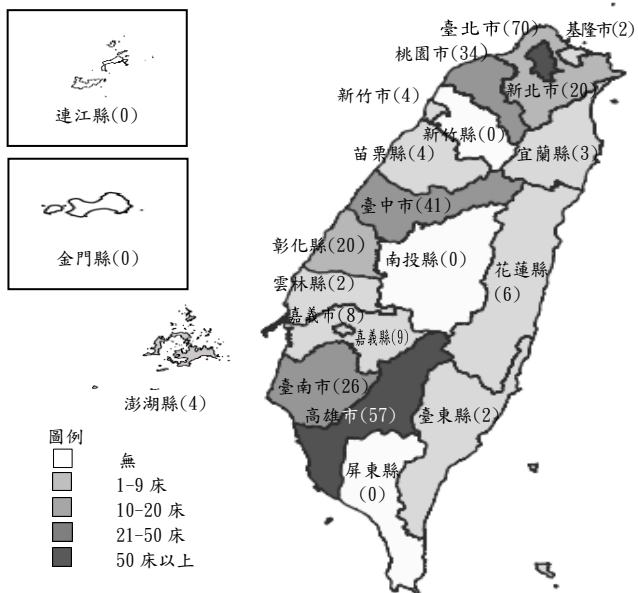 臺北市(70)
基隆市(2)
桃園市(34)
新北市(20)
新竹市(4)
連江縣(0)
新竹縣(0)
苗栗縣(4)
宜蘭縣(3)
臺中市(41)
彰化縣(20)
金門縣(0)
南投縣(0)
花蓮縣
(6)
雲林縣(2)
嘉義市(8)
嘉義縣(9)
臺南市(26)
澎湖縣(4)
高雄市(57)
臺東縣(2)
屏東縣
(0)
圖例
無
1-9 床
10-20 床
21-50 床
50 床以上